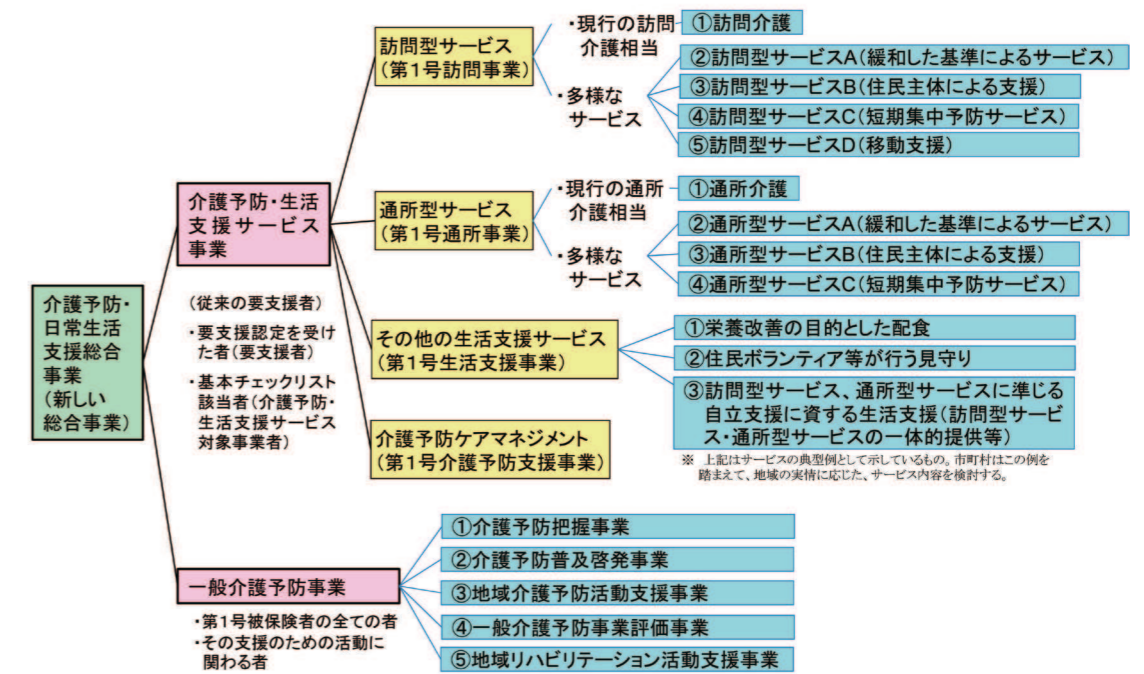 介護予防・
日常生活
支援総合
事業
(新しい
総合事業)
介護予防・生活
支援サービス
事業
(従来の要支援者)
・要支援認定を受け
た者(要支援者)
・基本チェックリスト
該当者(介護予防・
生活支援サービス
対象事業者)
訪問型サービス
(第1号訪問事業)
・現行の訪問
介護相当
①訪問介護
・多様な
サービス
②訪問型サービスA(緩和した基準によるサービス)
③訪問型サービスB(住民主体による支援)
④訪問型サービスC(短期集中予防サービス)
⑤訪問型サービスD(移動支援)
通所型サービス
(第1号通所事業)
・現行の通所
介護相当
①通所介護
・多様な
サービス
②通所型サービスA(緩和した基準によるサービス)
③通所型サービスB(住民主体による支援)
④通所型サービスC(短期集中予防サービス)
その他の生活支援サービス
(第1号生活支援事業)
①栄養改善の目的とした配食
②住民ボランティア等が行う見守り
③訪問型サービス、通所型サービスに準じる
自立支援に資する生活支援(訪問型サービ
ス・通所型サービスの一体的提供等)
※ 上記はサービスの典型例として示しているもの。市町村はこの例を
踏まえて、地域の実情に応じた、サービス内容を検討する。
介護予防ケアマネジメント
(第1号介護予防支援事業)
一般介護予防事業
・第1号被保険者の全ての者
・その支援のための活動に
関わる者
①介護予防把握事業
②介護予防普及啓発事業
③地域介護予防活動支援事業
④一般介護予防事業評価事業
⑤地域リハビリテーション活動支援事業